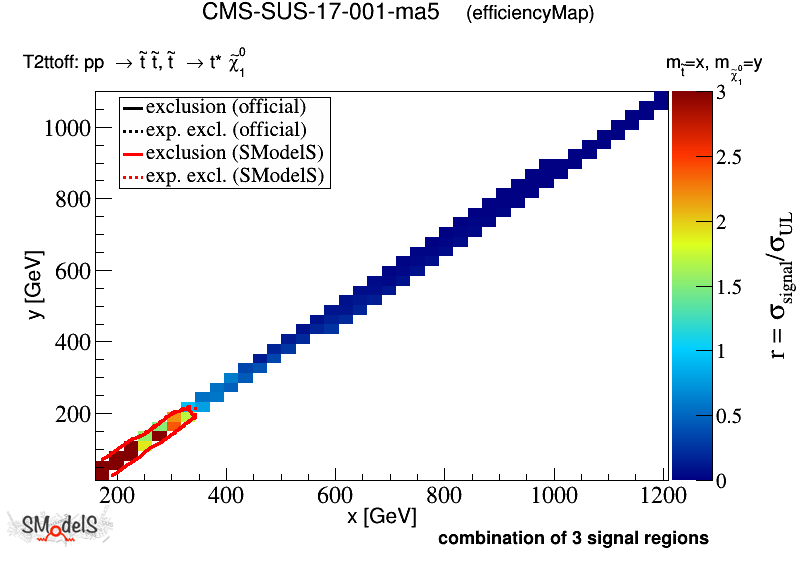 CMS-SUS-17-001-ma5 (efficiencyMap)
T2ttoff: pp → t̃ t̃, t̃ → t* χ̃⁰₁
m_t̃=x, m_χ̃⁰₁=y
exclusion (official)
exp. excl. (official)
exclusion (SModelS)
exp. excl. (SModelS)
1000
800
600
400
200
y [GeV]
200 400 600 800 1000 1200
x [GeV]
3
2.5
2
1.5
1
0.5
0
r = σ_signal/σ_UL
SModelS
combination of 3 signal regions